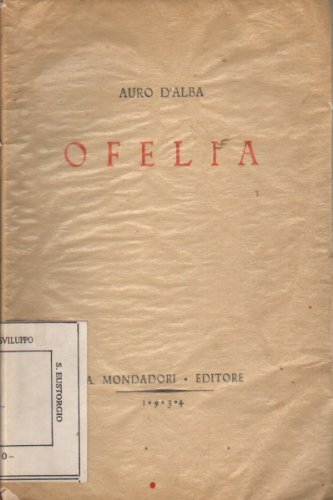 AURO D'ALBA
OFELIA
SVILUPPO
S. EUSTORGIO
O –
A. MONDADORI • EDITORE
1•9•3•4